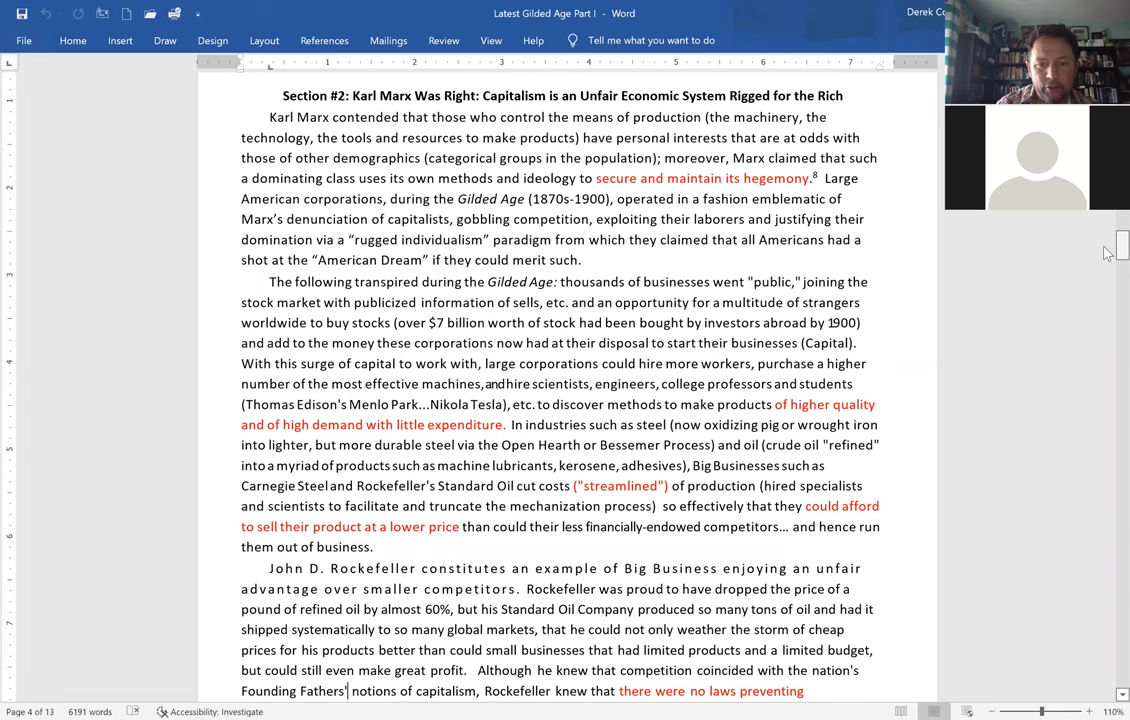 Latest Gilded Age Part I - Word
Derek Co
File Home Insert Draw Design Layout References Mailings Review View Help Tell me what you want to do
1 2 3 4 5 6 7
Section #2: Karl Marx Was Right: Capitalism is an Unfair Economic System Rigged for the Rich
Karl Marx contended that those who control the means of production (the machinery, the
technology, the tools and resources to make products) have personal interests that are at odds with
those of other demographics (categorical groups in the population); moreover, Marx claimed that such
a dominating class uses its own methods and ideology to secure and maintain its hegemony.8 Large
American corporations, during the Gilded Age (1870s-1900), operated in a fashion emblematic of
Marx's denunciation of capitalists, gobbling competition, exploiting their laborers and justifying their
domination via a “rugged individualism” paradigm from which they claimed that all Americans had a
shot at the “American Dream” if they could merit such.
The following transpired during the Gilded Age: thousands of businesses went "public," joining the
stock market with publicized information of sells, etc. and an opportunity for a multitude of strangers
worldwide to buy stocks (over $7 billion worth of stock had been bought by investors abroad by 1900)
and add to the money these corporations now had at their disposal to start their businesses (Capital).
With this surge of capital to work with, large corporations could hire more workers, purchase a higher
number of the most effective machines, and hire scientists, engineers, college professors and students
(Thomas Edison's Menlo Park...Nikola Tesla), etc. to discover methods to make products of higher quality
and of high demand with little expenditure. In industries such as steel (now oxidizing pig or wrought iron
into lighter, but more durable steel via the Open Hearth or Bessemer Process) and oil (crude oil "refined"
into a myriad of products such as machine lubricants, kerosene, adhesives), Big Businesses such as
Carnegie Steel and Rockefeller's Standard Oil cut costs ("streamlined") of production (hired specialists
and scientists to facilitate and truncate the mechanization process) so effectively that they could afford
to sell their product at a lower price than could their less financially-endowed competitors... and hence run
them out of business.
John D. Rockefeller constitutes an example of Big Business enjoying an unfair
advantage over smaller competitors. Rockefeller was proud to have dropped the price of a
pound of refined oil by almost 60%, but his Standard Oil Company produced so many tons of oil and had it
shipped systematically to so many global markets, that he could not only weather the storm of cheap
prices for his products better than could small businesses that had limited products and a limited budget,
but could still even make great profit. Although he knew that competition coincided with the nation's
Founding Fathers' notions of capitalism, Rockefeller knew that there were no laws preventing
1
2
3
4
5
6
7
Page 4 of 13 6191 words Accessibility: Investigate 110%